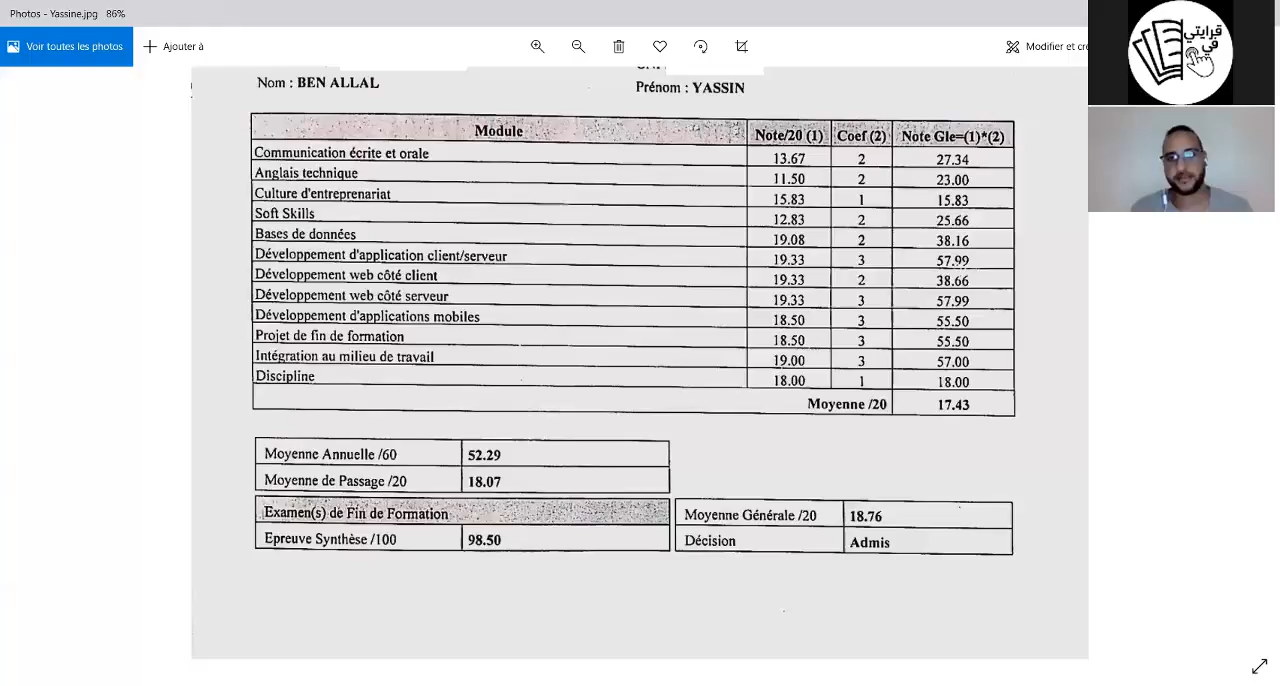 Photos - Yassine.jpg 86%
Voir toutes les photos Ajouter à Modifier et
قرايتي
في
Nom : BEN ALLAL Prénom : YASSIN
Module Note/20 (1) Coef (2) Note Gle=(1)*(2)
Communication écrite et orale 13.67 2 27.34
Anglais technique 11.50 2 23.00
Culture d'entreprenariat 15.83 1 15.83
Soft Skills 12.83 2 25.66
Bases de données 19.08 2 38.16
Développement d'application client/serveur 19.33 3 57.99
Développement web côté client 19.33 2 38.66
Développement web côté serveur 19.33 3 57.99
Développement d'applications mobiles 18.50 3 55.50
Projet de fin de formation 18.50 3 55.50
Intégration au milieu de travail 19.00 3 57.00
Discipline 18.00 1 18.00
Moyenne /20 17.43
Moyenne Annuelle /60 52.29
Moyenne de Passage /20 18.07
Examen(s) de Fin de Formation
Epreuve Synthèse /100 98.50
Moyenne Générale /20 18.76
Décision Admis